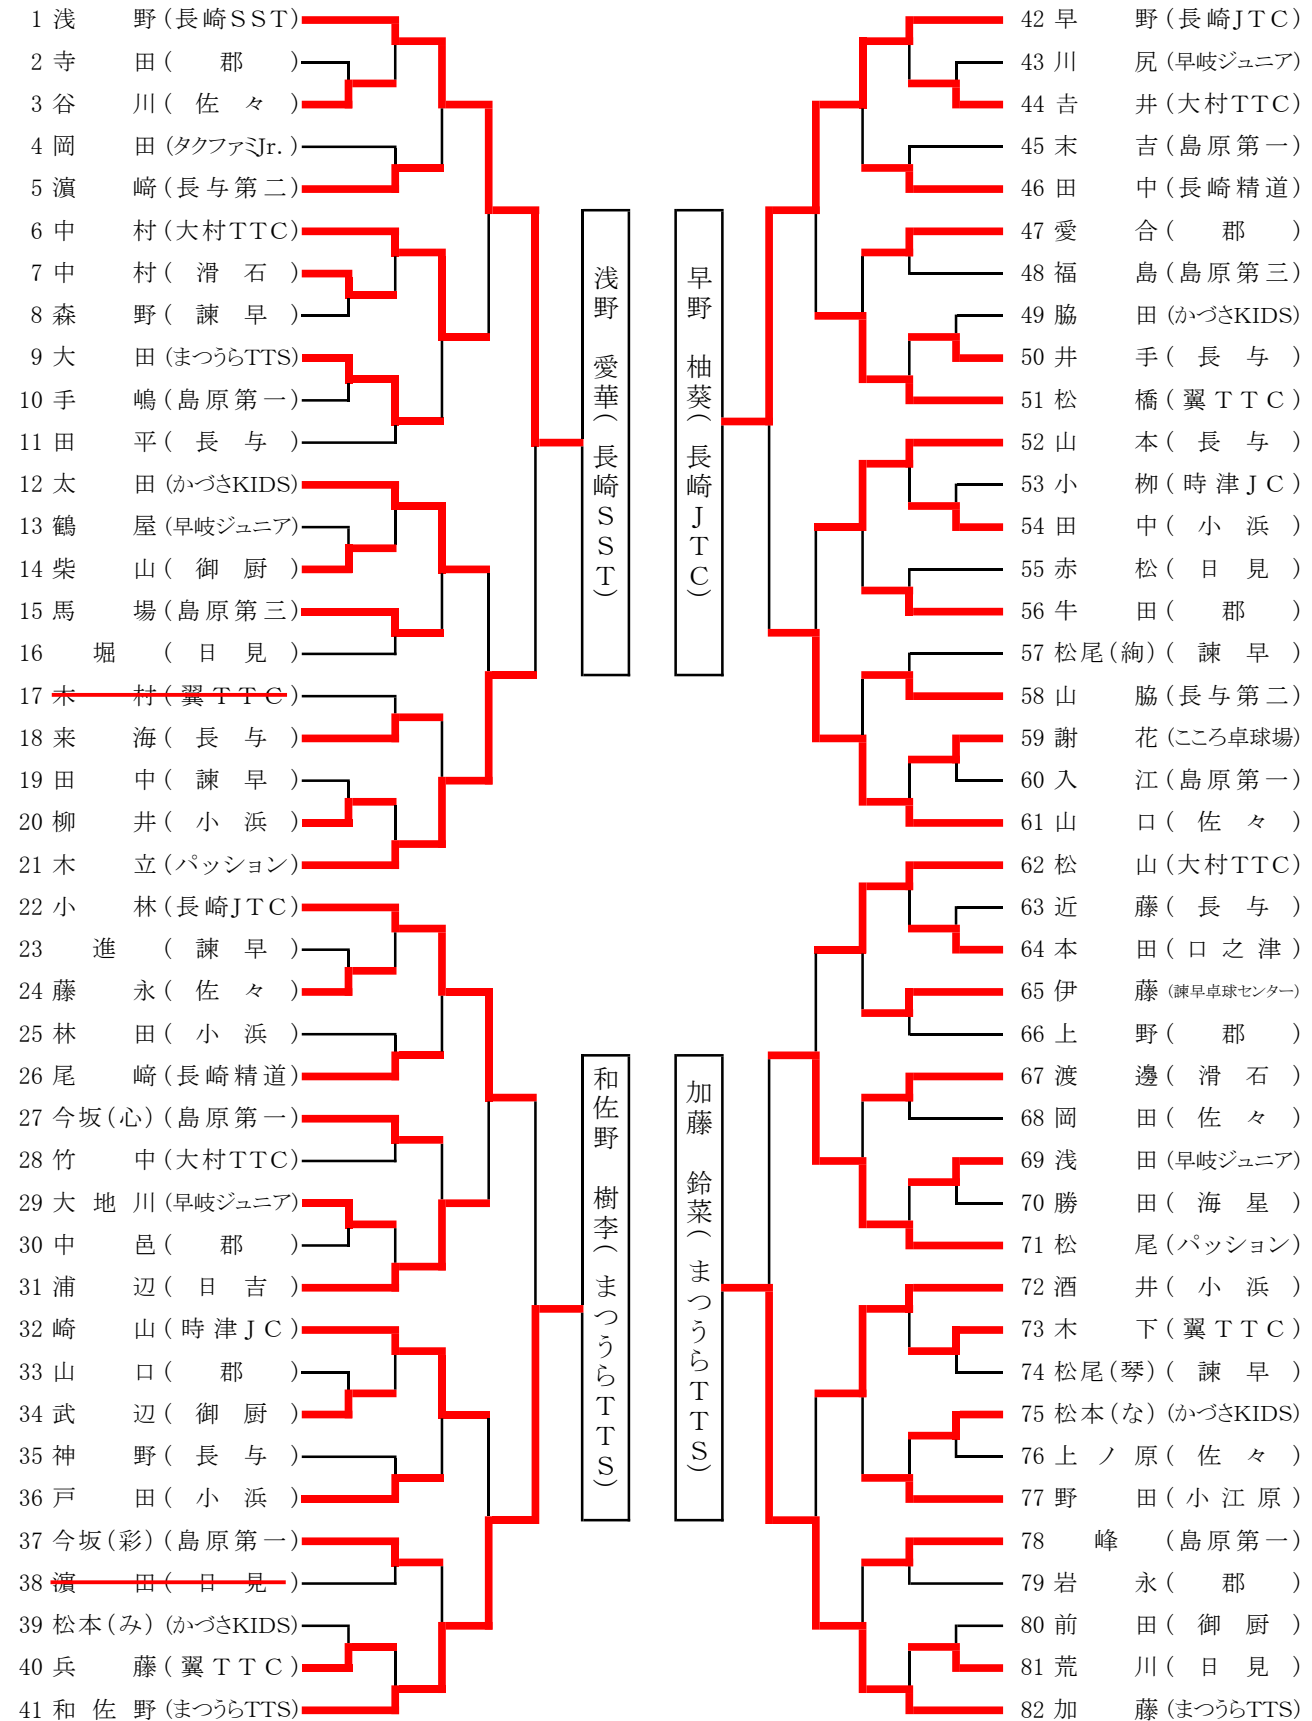 1 浅　野 (長崎SST)
2 寺　田 (　郡　)
3 谷　川 (佐々)
4 岡　田 (タクファミJr.)
5 濵　﨑 (長与第二)
6 中　村 (大村TTC)
7 中　村 (滑石)
8 森　野 (諫早)
9 大　田 (まつうらTTS)
10 手　嶋 (島原第一)
11 田　平 (長与)
12 太　田 (かづさKIDS)
13 鶴　屋 (早岐ジュニア)
14 柴　山 (御厨)
15 馬　場 (島原第三)
16 堀 (日見)
17 木　村 (翼TTC)
18 来　海 (長与)
19 田　中 (諫早)
20 柳　井 (小浜)
21 木　立 (パッション)
22 小　林 (長崎JTC)
23 進 (諫早)
24 藤　永 (佐々)
25 林　田 (小浜)
26 尾　﨑 (長崎精道)
27 今坂(心) (島原第一)
28 竹　中 (大村TTC)
29 大地川 (早岐ジュニア)
30 中　邑 (　郡　)
31 浦　辺 (日吉)
32 崎　山 (時津JC)
33 山　口 (　郡　)
34 武　辺 (御厨)
35 神　野 (長与)
36 戸　田 (小浜)
37 今坂(彩) (島原第一)
38 濵　田 (日見)
39 松本(み) (かづさKIDS)
40 兵　藤 (翼TTC)
41 和佐野 (まつうらTTS)
浅野　愛華(長崎SST)
和佐野　樹李(まつうらTTS)
早野　柚葵(長崎JTC)
加藤　鈴菜(まつうらTTS)
42 早　野 (長崎JTC)
43 川　尻 (早岐ジュニア)
44 𠮷　井 (大村TTC)
45 末　吉 (島原第一)
46 田　中 (長崎精道)
47 愛　合 (　郡　)
48 福　島 (島原第三)
49 脇　田 (かづさKIDS)
50 井　手 (長与)
51 松　橋 (翼TTC)
52 山　本 (長与)
53 小　栁 (時津JC)
54 田　中 (小浜)
55 赤　松 (日見)
56 牛　田 (　郡　)
57 松尾(絢) (諫早)
58 山　脇 (長与第二)
59 謝　花 (こころ卓球場)
60 入　江 (島原第一)
61 山　口 (佐々)
62 松　山 (大村TTC)
63 近　藤 (長与)
64 本　田 (口之津)
65 伊　藤 (諫早卓球センター)
66 上　野 (　郡　)
67 渡　邊 (滑石)
68 岡　田 (佐々)
69 浅　田 (早岐ジュニア)
70 勝　田 (海星)
71 松　尾 (パッション)
72 酒　井 (小浜)
73 木　下 (翼TTC)
74 松尾(琴) (諫早)
75 松本(な) (かづさKIDS)
76 上ノ原 (佐々)
77 野　田 (小江原)
78 峰 (島原第一)
79 岩　永 (　郡　)
80 前　田 (御厨)
81 荒　川 (日見)
82 加　藤 (まつうらTTS)